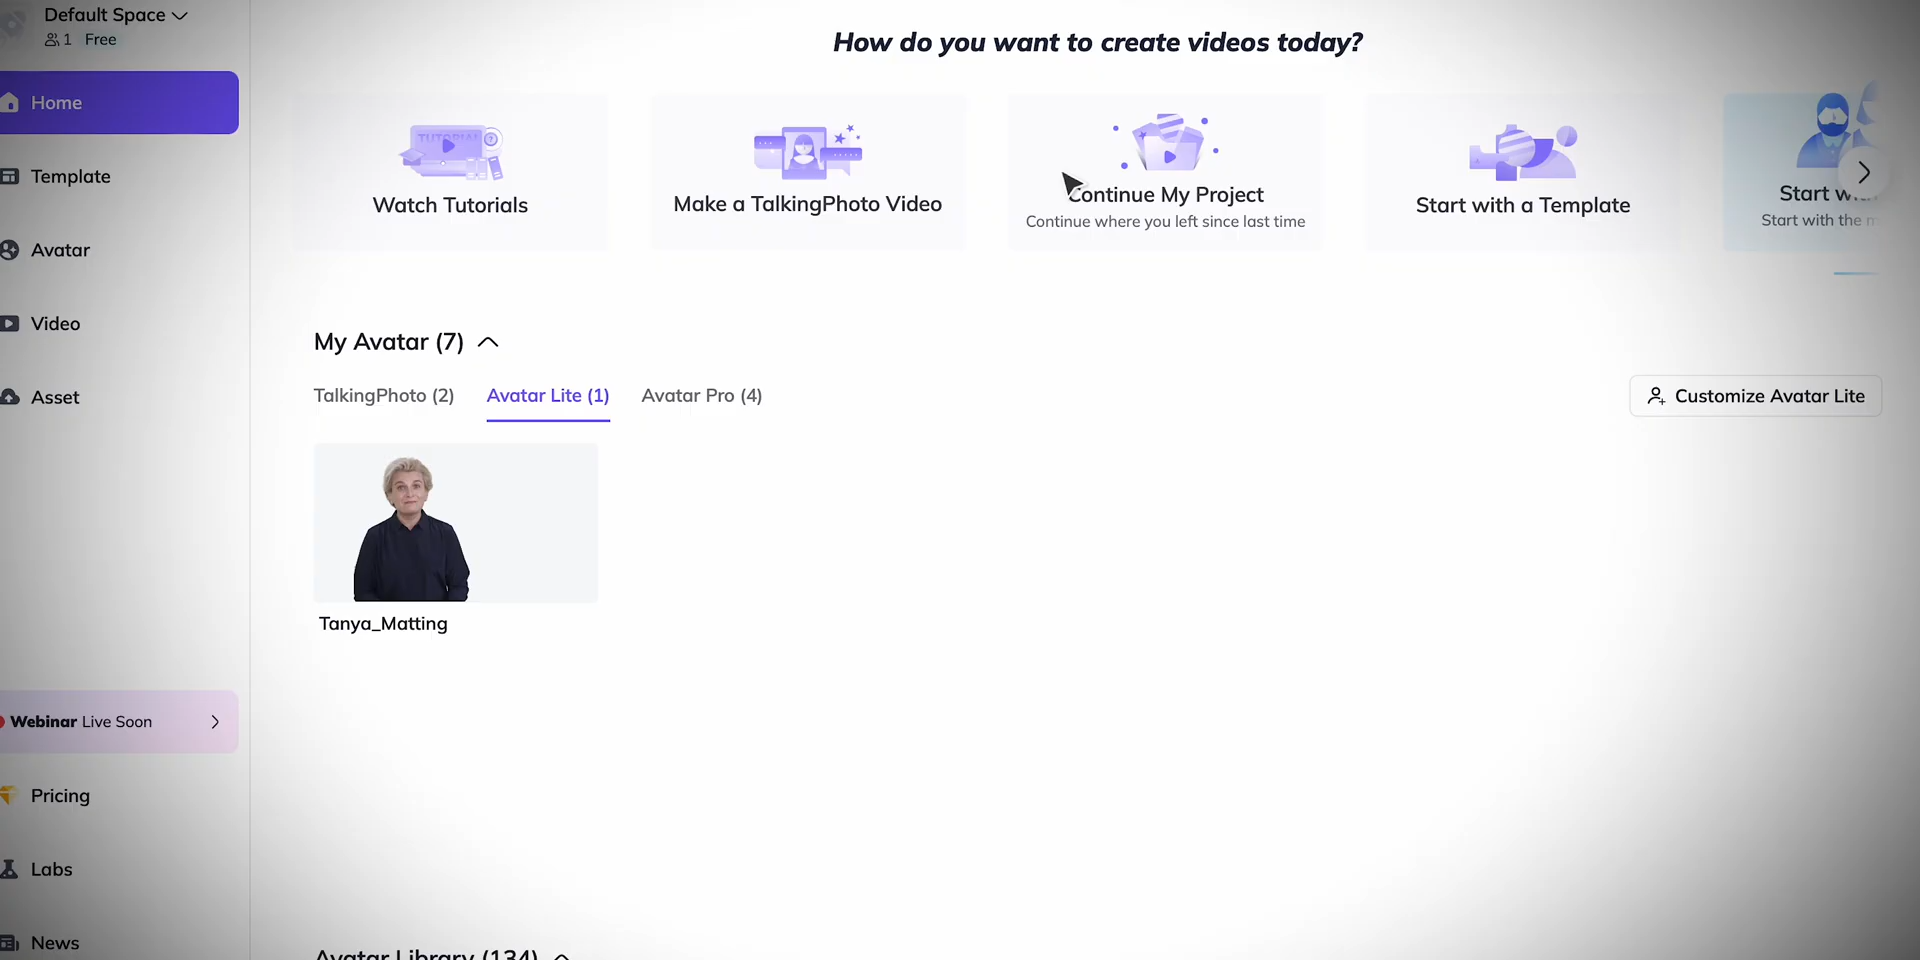 Default Space
1 Free
Home
Template
Avatar
Video
Asset
Webinar Live Soon
Pricing
Labs
News
How do you want to create videos today?
TUTORIAL
Watch Tutorials
Make a TalkingPhoto Video
Continue My Project
Continue where you left since last time
Start with a Template
Start
Start with the
My Avatar (7)
TalkingPhoto (2)
Avatar Lite (1)
Avatar Pro (4)
Customize Avatar Lite
Tanya_Matting
Avatar Library (134)